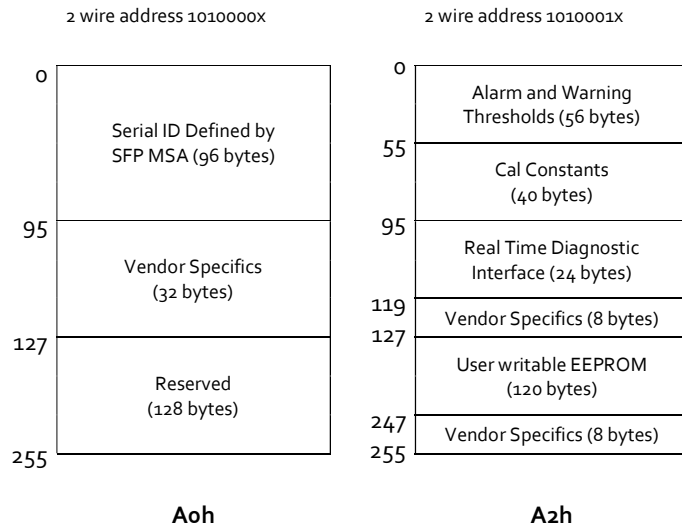 2 wire address 1010000x
0
Serial ID Defined by
SFP MSA (96 bytes)
95
Vendor Specifics
(32 bytes)
127
Reserved
(128 bytes)
255
A0h
2 wire address 1010001x
0
Alarm and Warning
Thresholds (56 bytes)
55
Cal Constants
(40 bytes)
95
Real Time Diagnostic
Interface (24 bytes)
119
Vendor Specifics (8 bytes)
127
User writable EEPROM
(120 bytes)
247
Vendor Specifics (8 bytes)
255
A2h